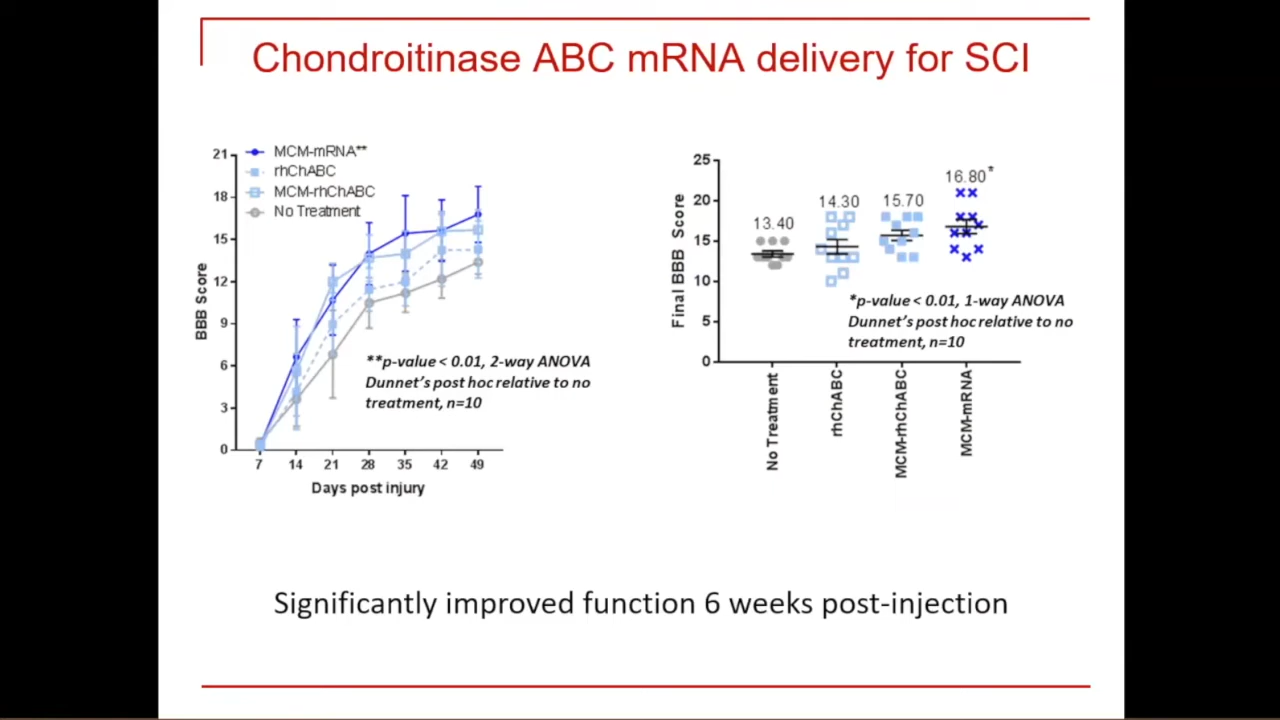 Chondroitinase ABC mRNA delivery for SCI
MCM-mRNA**
rhChABC
MCM-rhChABC
No Treatment
21
18
15
12
9
6
3
0
BBB Score
7 14 21 28 35 42 49
Days post injury
**p-value < 0.01, 2-way ANOVA
Dunnet's post hoc relative to no
treatment, n=10
25
20
15
10
5
0
Final BBB Score
13.40
14.30
15.70
16.80*
*p-value < 0.01, 1-way ANOVA
Dunnet's post hoc relative to no
treatment, n=10
No Treatment
rhChABC
MCM-rhChABC
MCM-mRNA
Significantly improved function 6 weeks post-injection